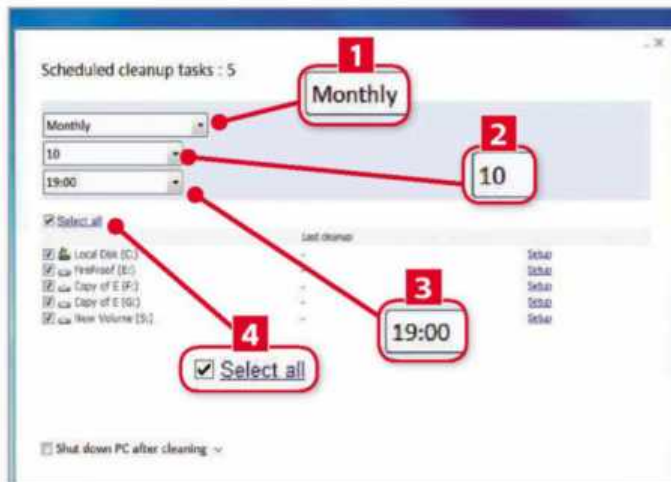 Scheduled cleanup tasks : 5
1
Monthly
Monthly
2
10
10
19:00
Select all
Last cleanup
Local Disk (C:) - Setup
FireProof (E:) - Setup
Copy of E (F:) - Setup
Copy of E (G:) - Setup
New Volume (S:) - Setup
3
19:00
4
Select all
Shut down PC after cleaning